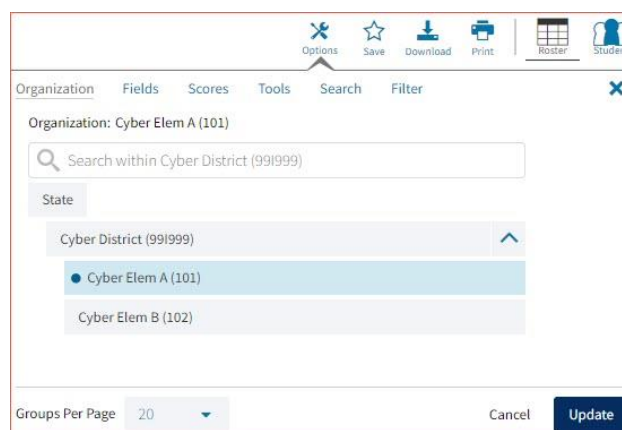 Options Save Download Print Roster
Organization Fields Scores Tools Search Filter
Organization: Cyber Elem A (101)
Search within Cyber District (99I999)
State
Cyber District (99I999)
Cyber Elem A (101)
Cyber Elem B (102)
Groups Per Page 20 Cancel Update